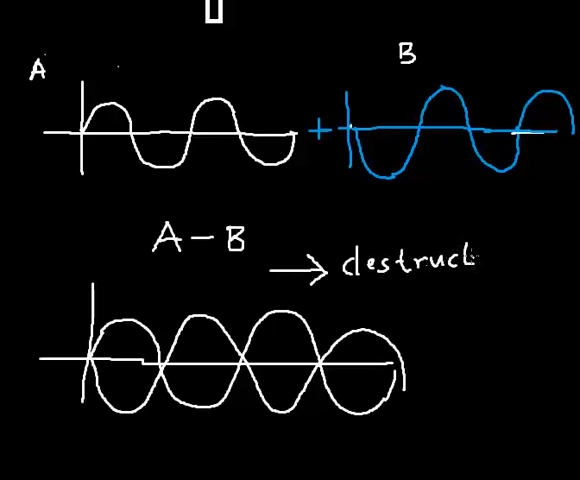 B
A
+
A - B
→ destruct